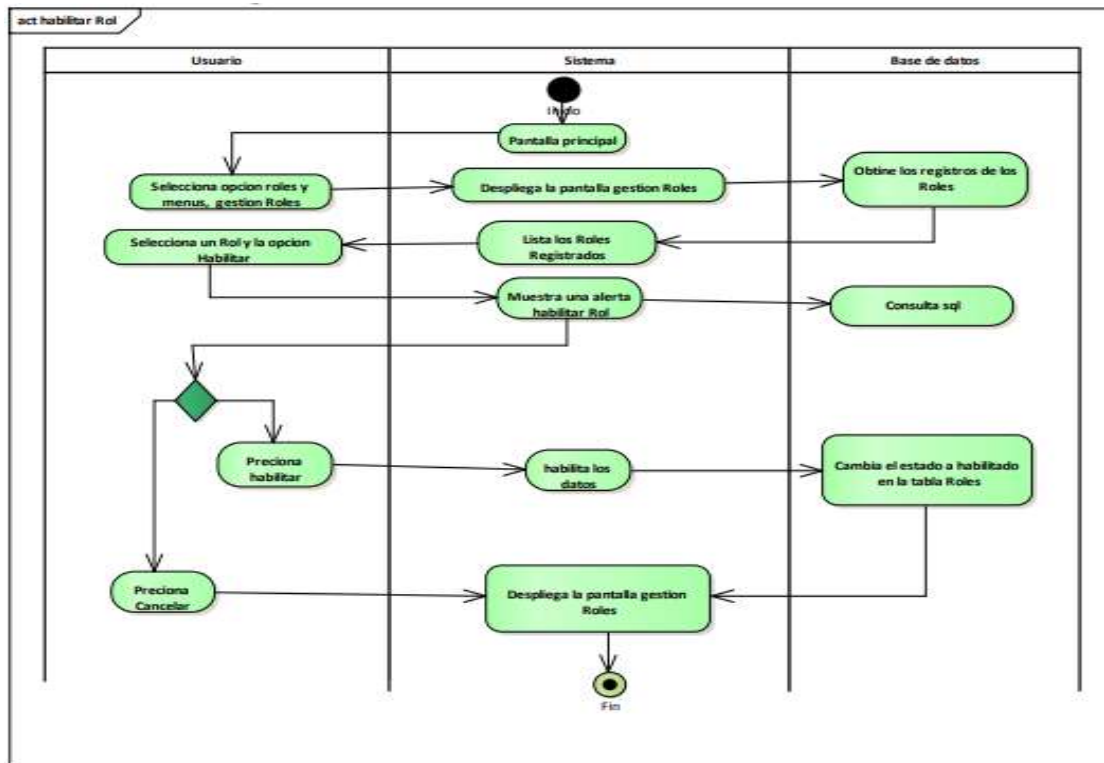 act habilitar Rol
Usuario
Sistema
Base de datos
Inicio
Pantalla principal
Selecciona opcion roles y
menus, gestion Roles
Despliega la pantalla gestion Roles
Obtine los registros de los
Roles
Selecciona un Rol y la opcion
Habilitar
Lista los Roles
Registrados
Muestra una alerta
habilitar Rol
Consulta sql
Preciona
habilitar
habilita los
datos
Cambia el estado a habilitado
en la tabla Roles
Preciona
Cancelar
Despliega la pantalla gestion
Roles
Fin